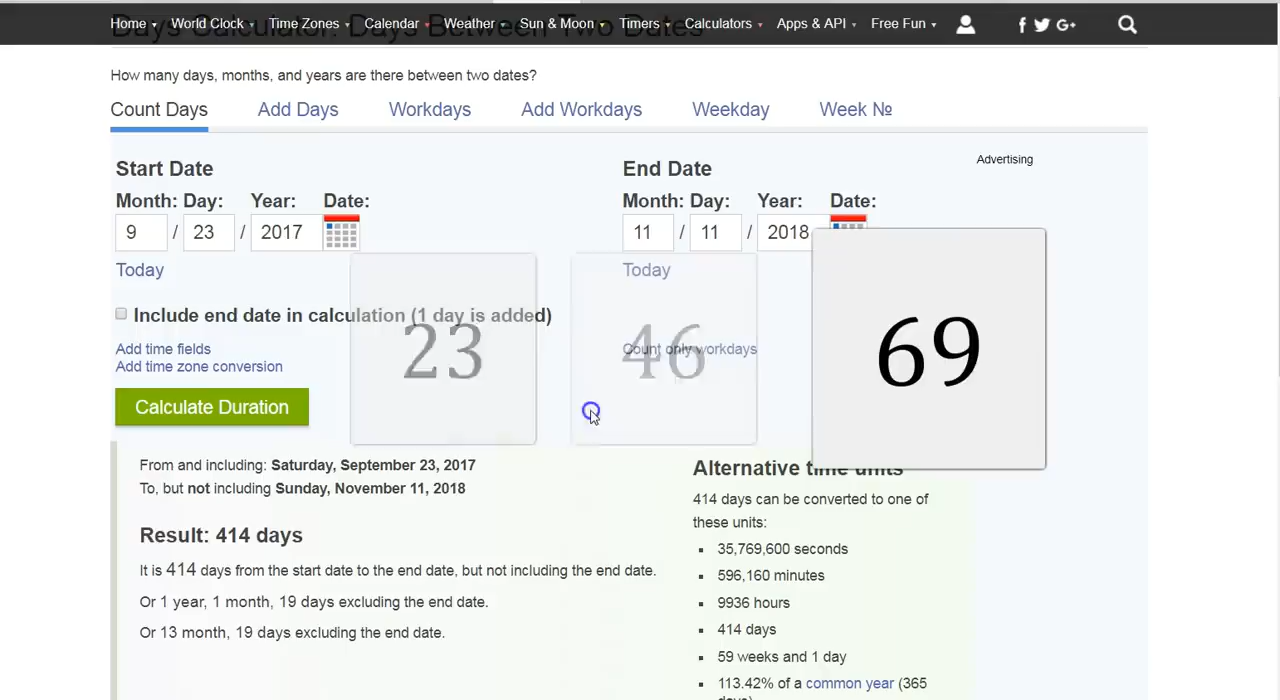 Home World Clock Time Zones Calendar Weather Sun & Moon Timers Calculators Apps & API Free Fun
Days Calculator: Days Between Two Dates
How many days, months, and years are there between two dates?
Count Days Add Days Workdays Add Workdays Weekday Week №
Advertising
Start Date
Month: Day: Year: Date:
9 / 23 / 2017
Today
End Date
Month: Day: Year: Date:
11 / 11 / 2018
Today
Include end date in calculation (1 day is added)
Add time fields
Add time zone conversion
Count only workdays
Calculate Duration
23
46
69
From and including: Saturday, September 23, 2017
To, but not including Sunday, November 11, 2018
Result: 414 days
It is 414 days from the start date to the end date, but not including the end date.
Or 1 year, 1 month, 19 days excluding the end date.
Or 13 month, 19 days excluding the end date.
Alternative time units
414 days can be converted to one of
these units:
35,769,600 seconds
596,160 minutes
9936 hours
414 days
59 weeks and 1 day
113.42% of a common year (365